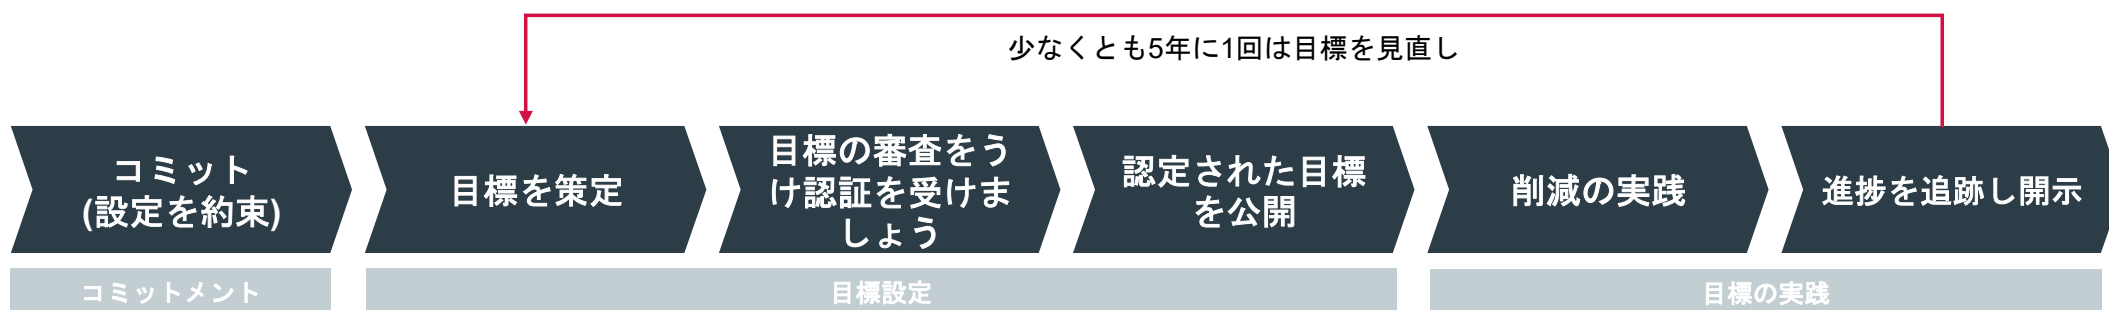 少なくとも5年に1回は目標を見直し
コミット
(設定を約束)
目標を策定
目標の審査をう
け認証を受けま
しょう
認定された目標
を公開
削減の実践
進捗を追跡し開示
コミットメント
目標設定
目標の実践